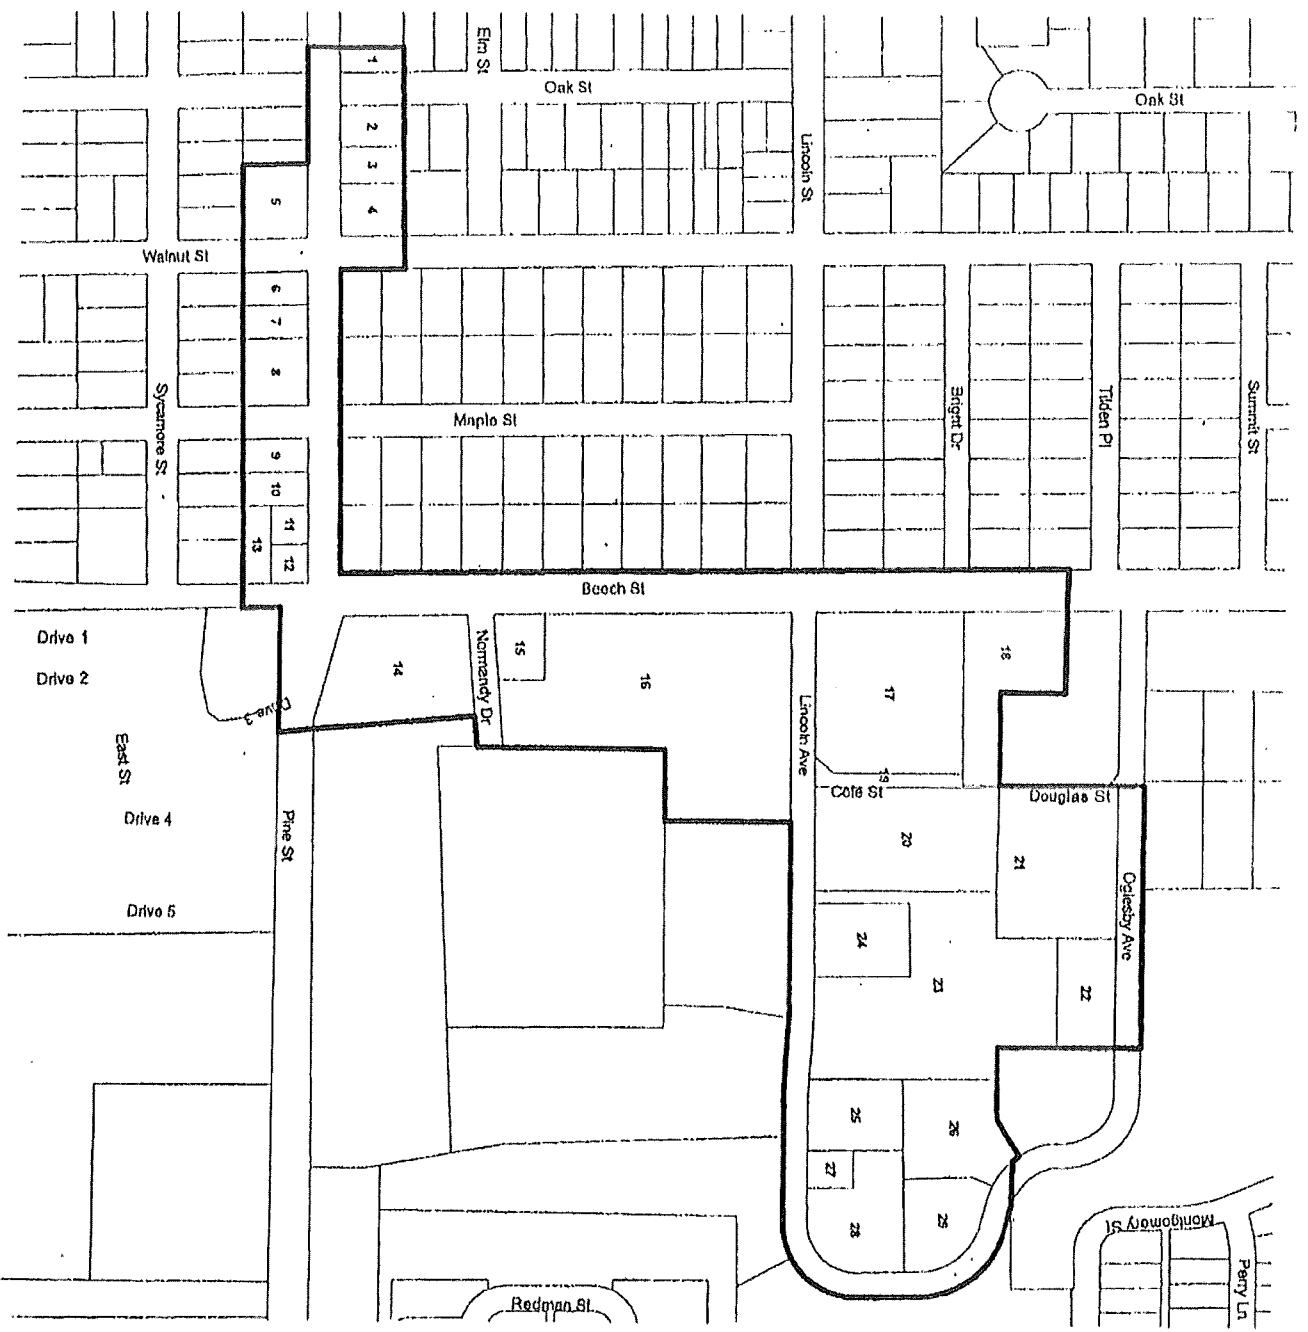 Elm St
1
Oak St
Oak St
2
3
Lincoln St
4
5
Walnut St
6
7
8
Sycamore St
Maple St
Bright Dr
Tilden Pl
Summit St
9
10
11
12
13
Beech St
Drive 1
Drive 2
Drive 3
14
Normandy Dr
15
16
17
18
Lincoln Ave
19
East St
Cole St
Douglas St
Drive 4
Pine St
20
21
Oglesby Ave
Drive 5
24
23
22
25
26
27
28
29
Montgomery St
Perry Ln
Redman St